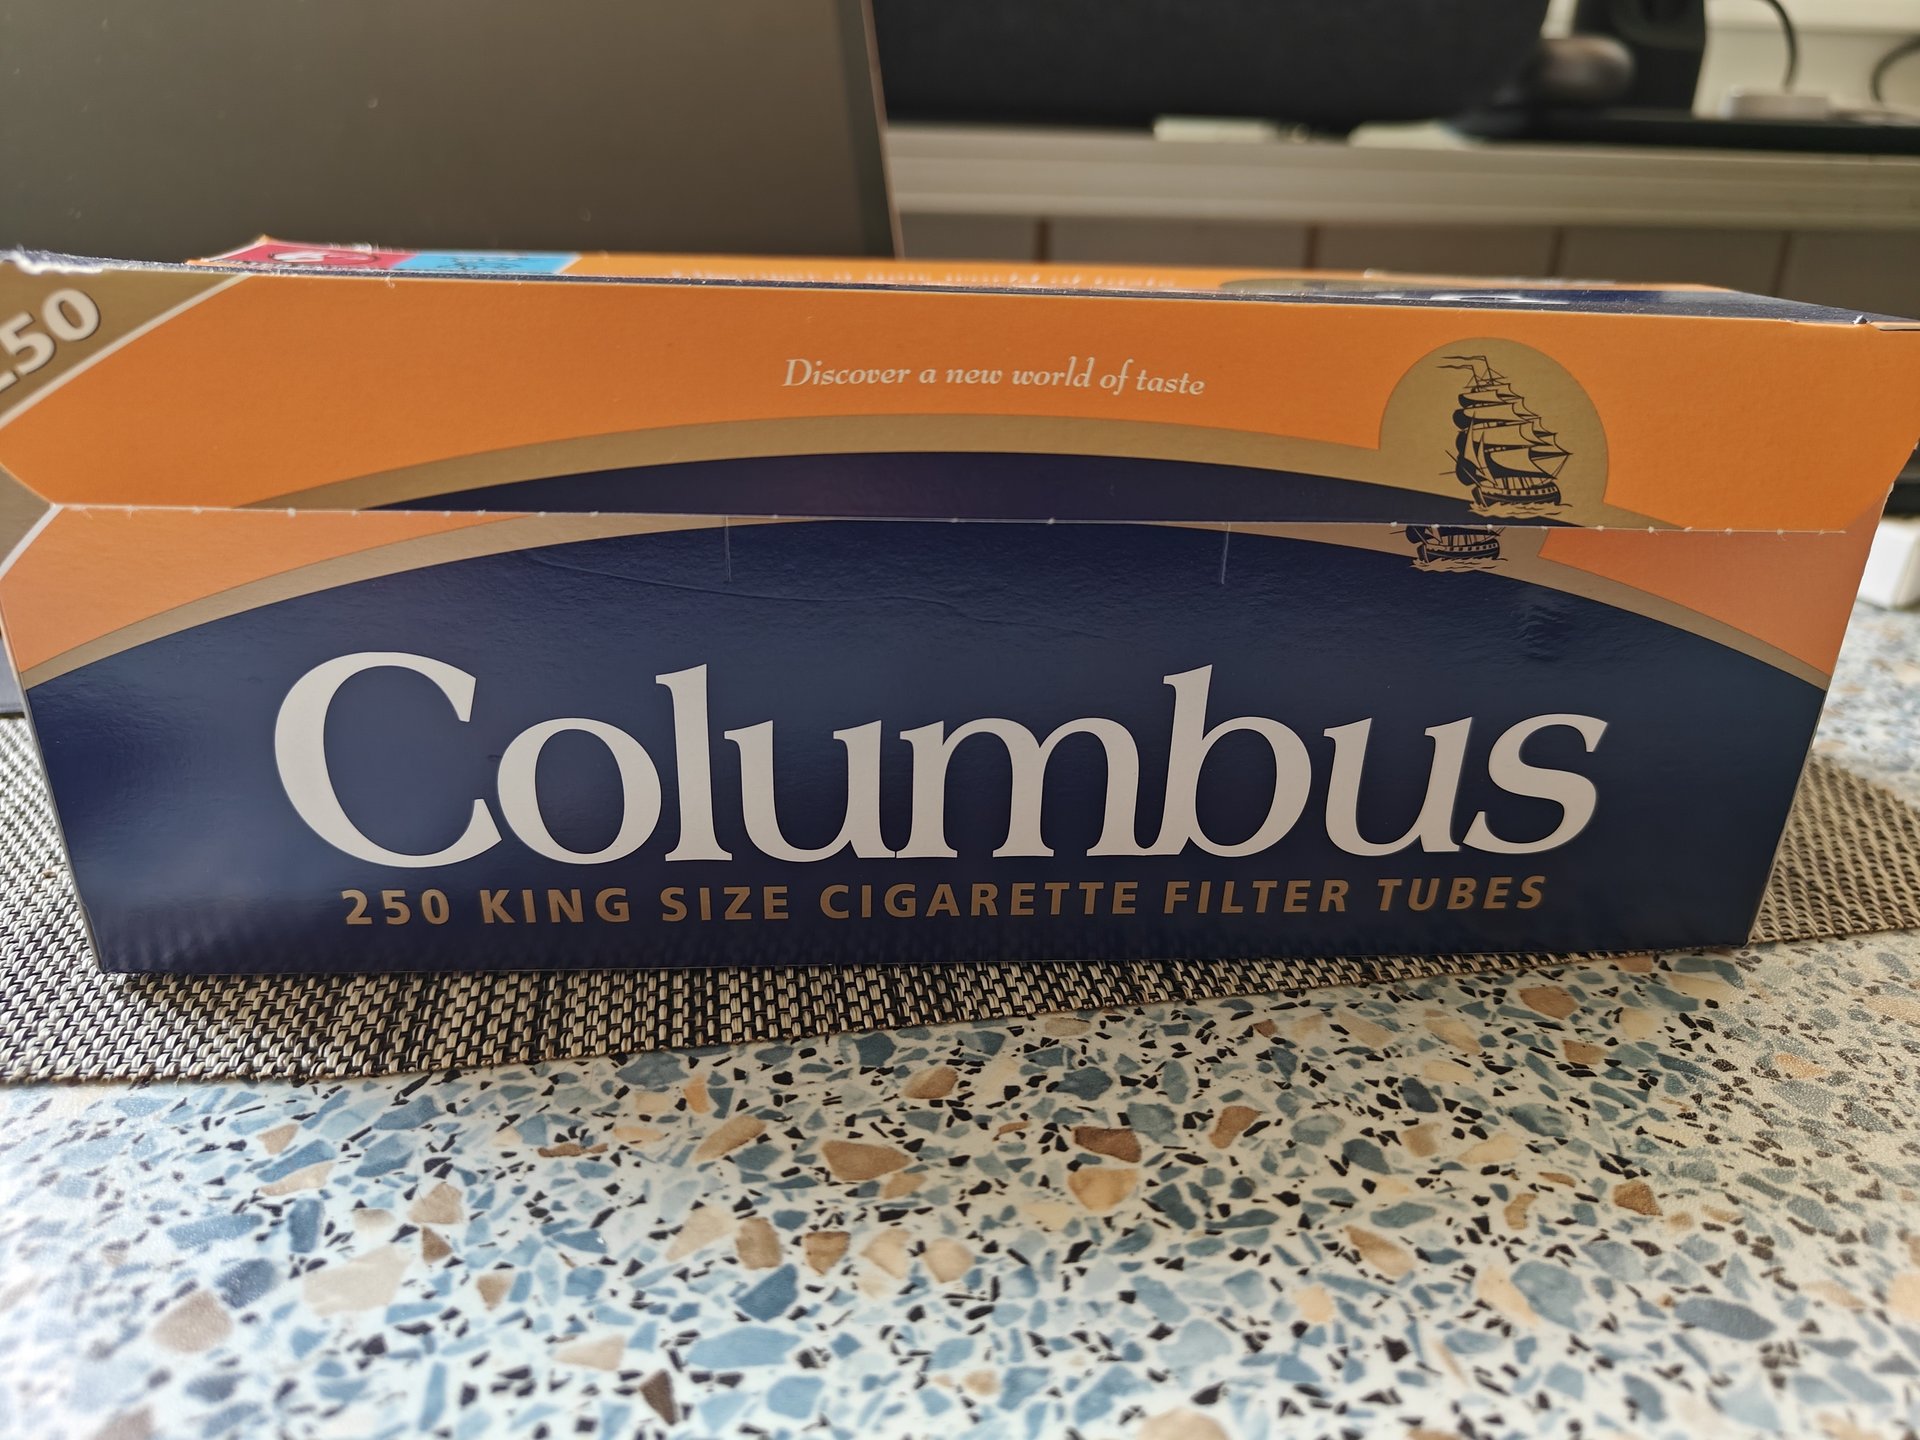 250
Discover a new world of taste
Columbus
250 KING SIZE CIGARETTE FILTER TUBES